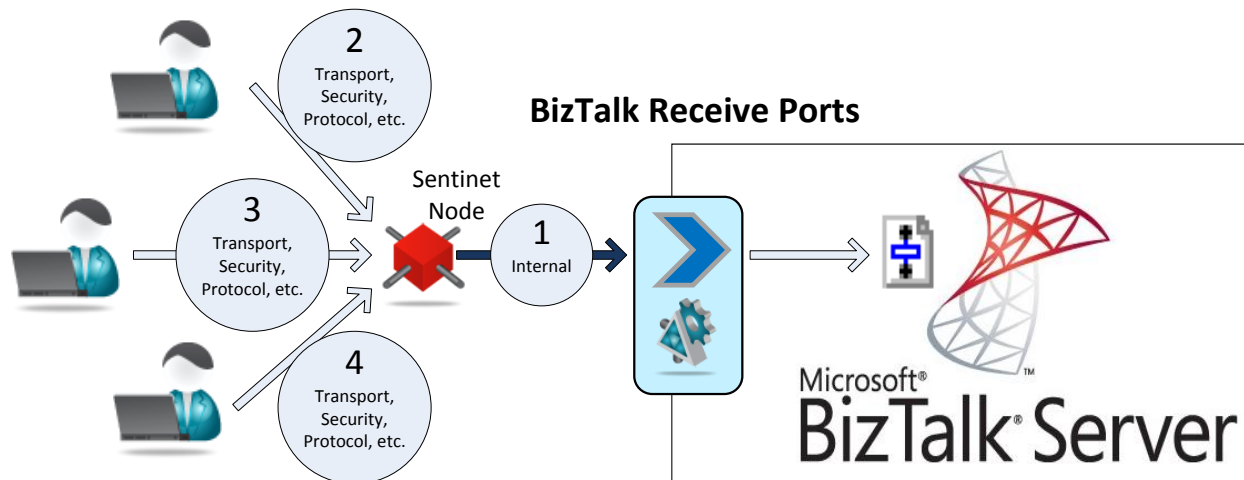 2
Transport,
Security,
Protocol, etc.
BizTalk Receive Ports
Sentinet
Node
3
Transport,
Security,
Protocol, etc.
1
Internal
4
Transport,
Security,
Protocol, etc.
™
Microsoft®
BizTalk® Server